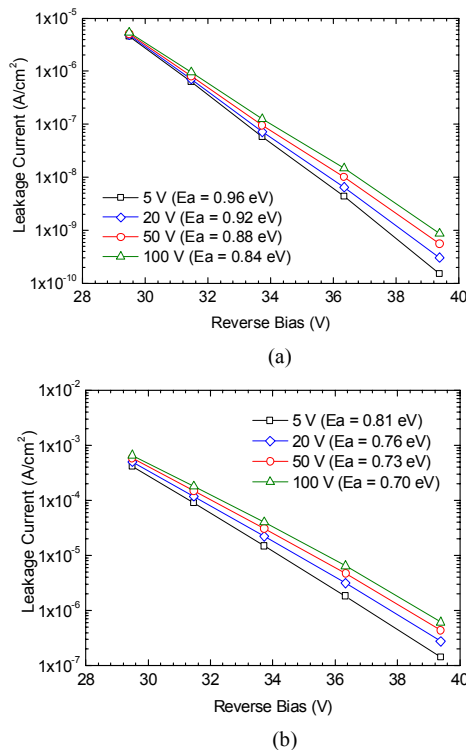 1x10⁻⁵
1x10⁻⁶
1x10⁻⁷
1x10⁻⁸
1x10⁻⁹
1x10⁻¹⁰
Leakage Current (A/cm²)
5 V (Ea = 0.96 eV)
20 V (Ea = 0.92 eV)
50 V (Ea = 0.88 eV)
100 V (Ea = 0.84 eV)
28 30 32 34 36 38 40
Reverse Bias (V)
(a)
1x10⁻²
1x10⁻³
1x10⁻⁴
1x10⁻⁵
1x10⁻⁶
1x10⁻⁷
Leakage Current (A/cm²)
5 V (Ea = 0.81 eV)
20 V (Ea = 0.76 eV)
50 V (Ea = 0.73 eV)
100 V (Ea = 0.70 eV)
28 30 32 34 36 38 40
Reverse Bias (V)
(b)